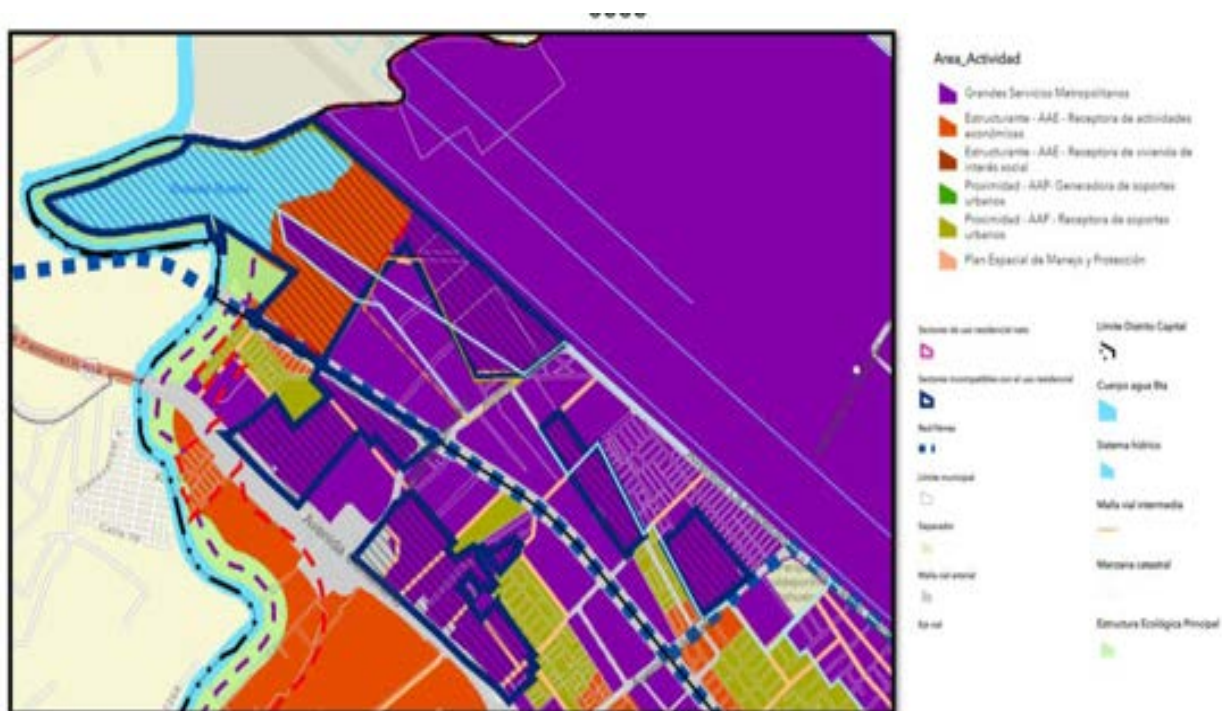 Area_Actividad
Grandes Servicios Metropolitanos
Estructurante - AAE - Receptora de actividades
económicas
Estructurante - AAE - Receptora de vivienda de
interés social
Proximidad - AAP- Generadora de soportes
urbanos
Proximidad - AAP - Receptora de soportes
urbanos
Plan Espacial de Manejo y Protección
Sectores de uso residencial neto
Límite Distrito Capital
Sectores incompatibles con el uso residencial
Cuerpo agua
Red férrea
Sistema hídrico
Límite municipal
Malla vial intermedia
Separador
Manzana catastral
Malla vial arterial
Estructura Ecológica Principal
Eje vial
Avenida
Calle